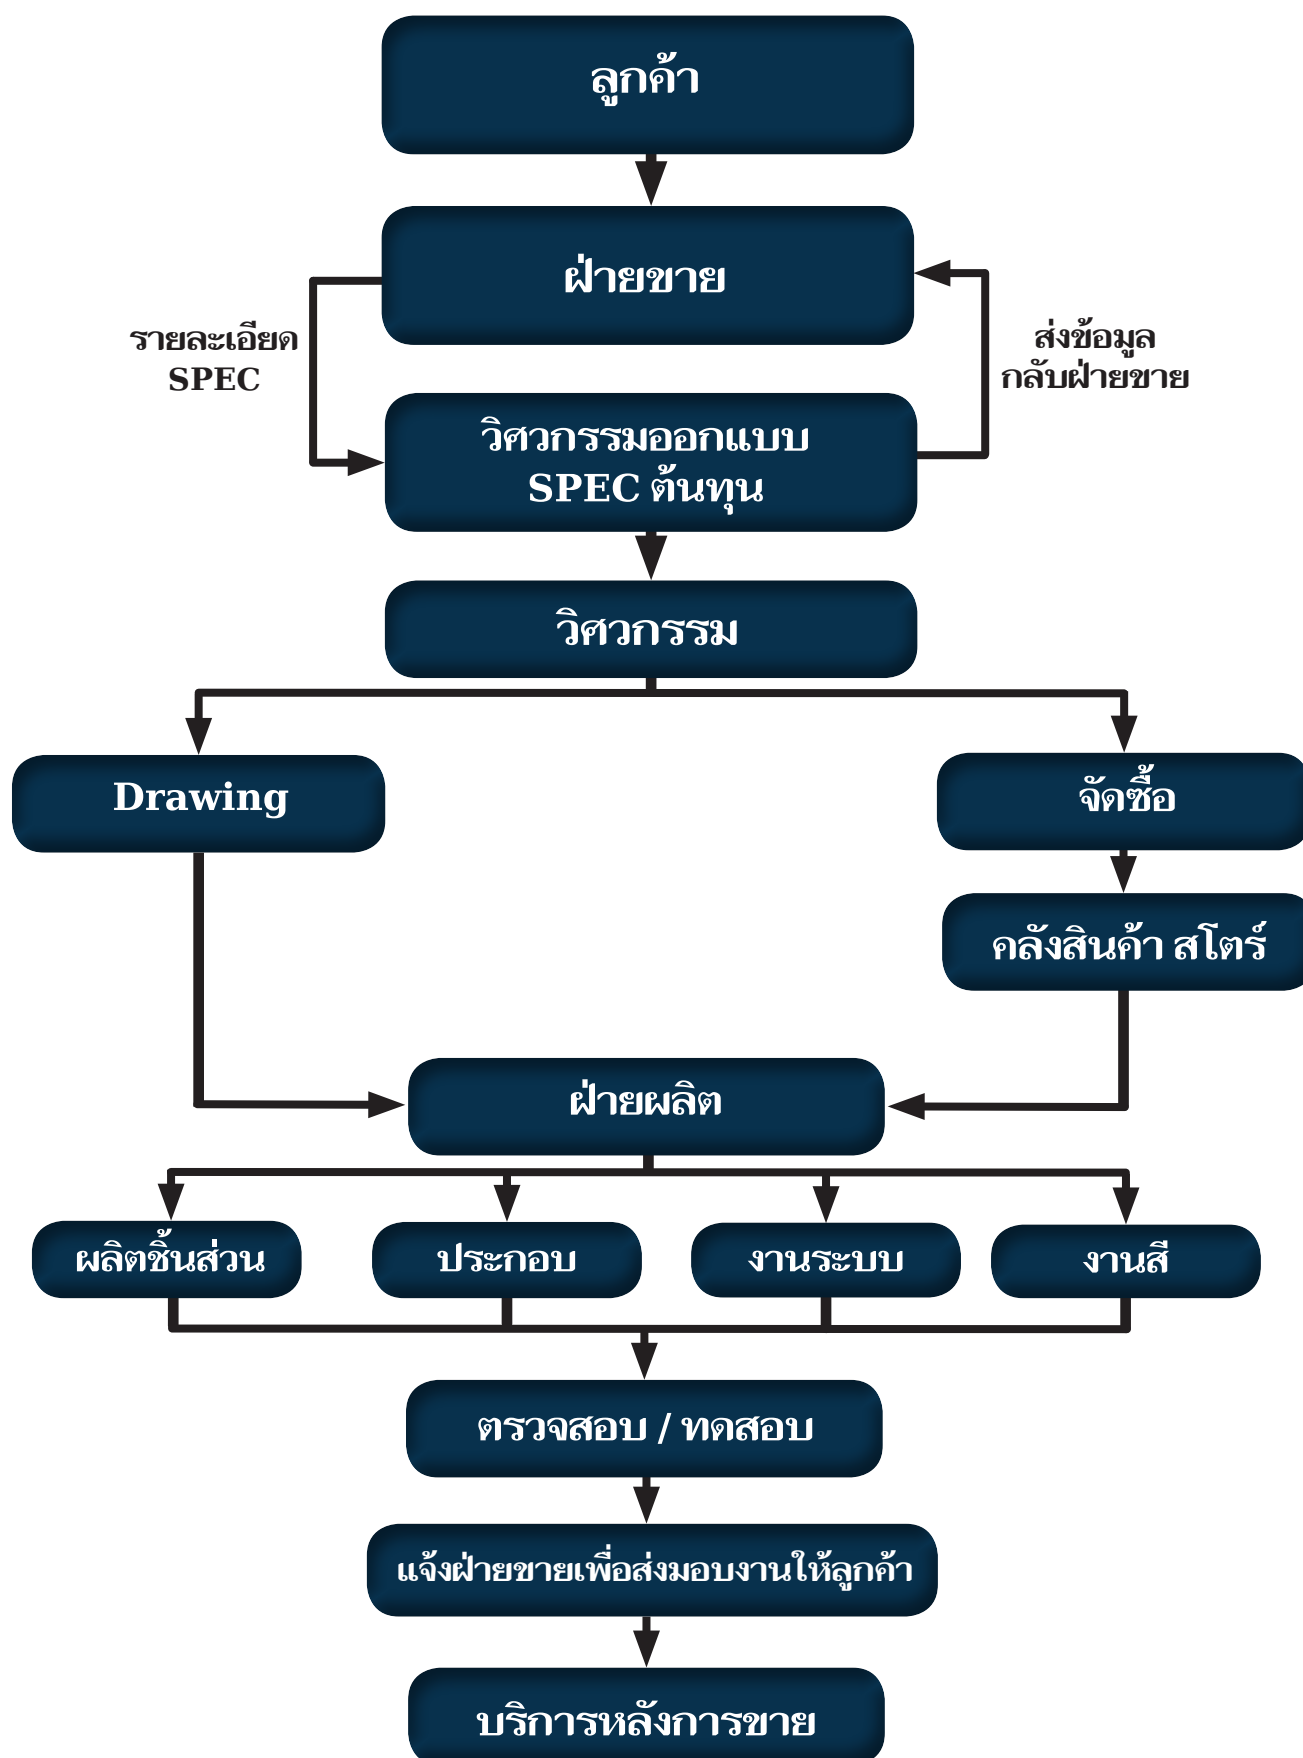 ลูกค้า
ฝ่ายขาย
รายละเอียด
SPEC
ส่งข้อมูล
กลับฝ่ายขาย
วิศวกรรมออกแบบ
SPEC ต้นทุน
วิศวกรรม
Drawing
จัดซื้อ
คลังสินค้า สโตร์
ฝ่ายผลิต
ผลิตชิ้นส่วน
ประกอบ
งานระบบ
งานสี
ตรวจสอบ / ทดสอบ
แจ้งฝ่ายขายเพื่อส่งมอบงานให้ลูกค้า
บริการหลังการขาย